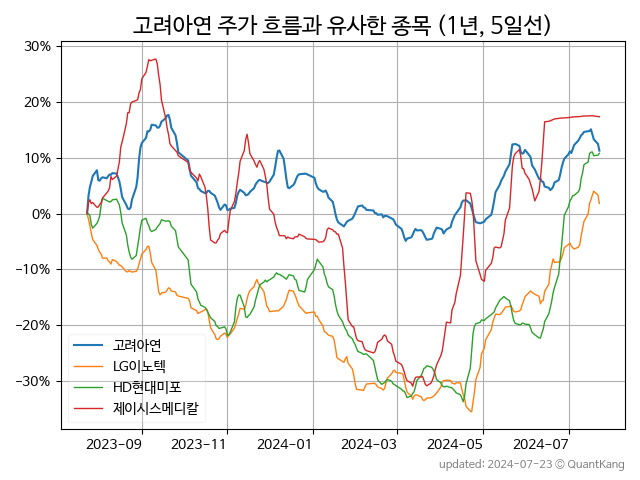 고려아연 주가 흐름과 유사한 종목 (1년, 5일선)
30%
20%
10%
0%
−10%
−20%
−30%
고려아연
LG이노텍
HD현대미포
제이시스메디칼
2023-09 2023-11 2024-01 2024-03 2024-05 2024-07
updated: 2024-07-23 © QuantKang